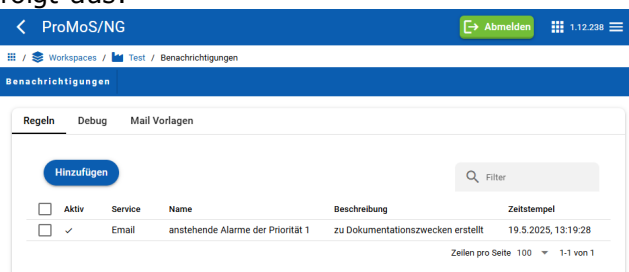 folgt aus:
ProMoS/NG Abmelden 1.12.238
/ Workspaces / Test / Benachrichtigungen
Benachrichtigungen
Regeln Debug Mail Vorlagen
Hinzufügen Filter
Aktiv Service Name Beschreibung Zeitstempel
Email anstehende Alarme der Priorität 1 zu Dokumentationszwecken erstellt 19.5.2025, 13:19:28
Zeilen pro Seite 100 1-1 von 1